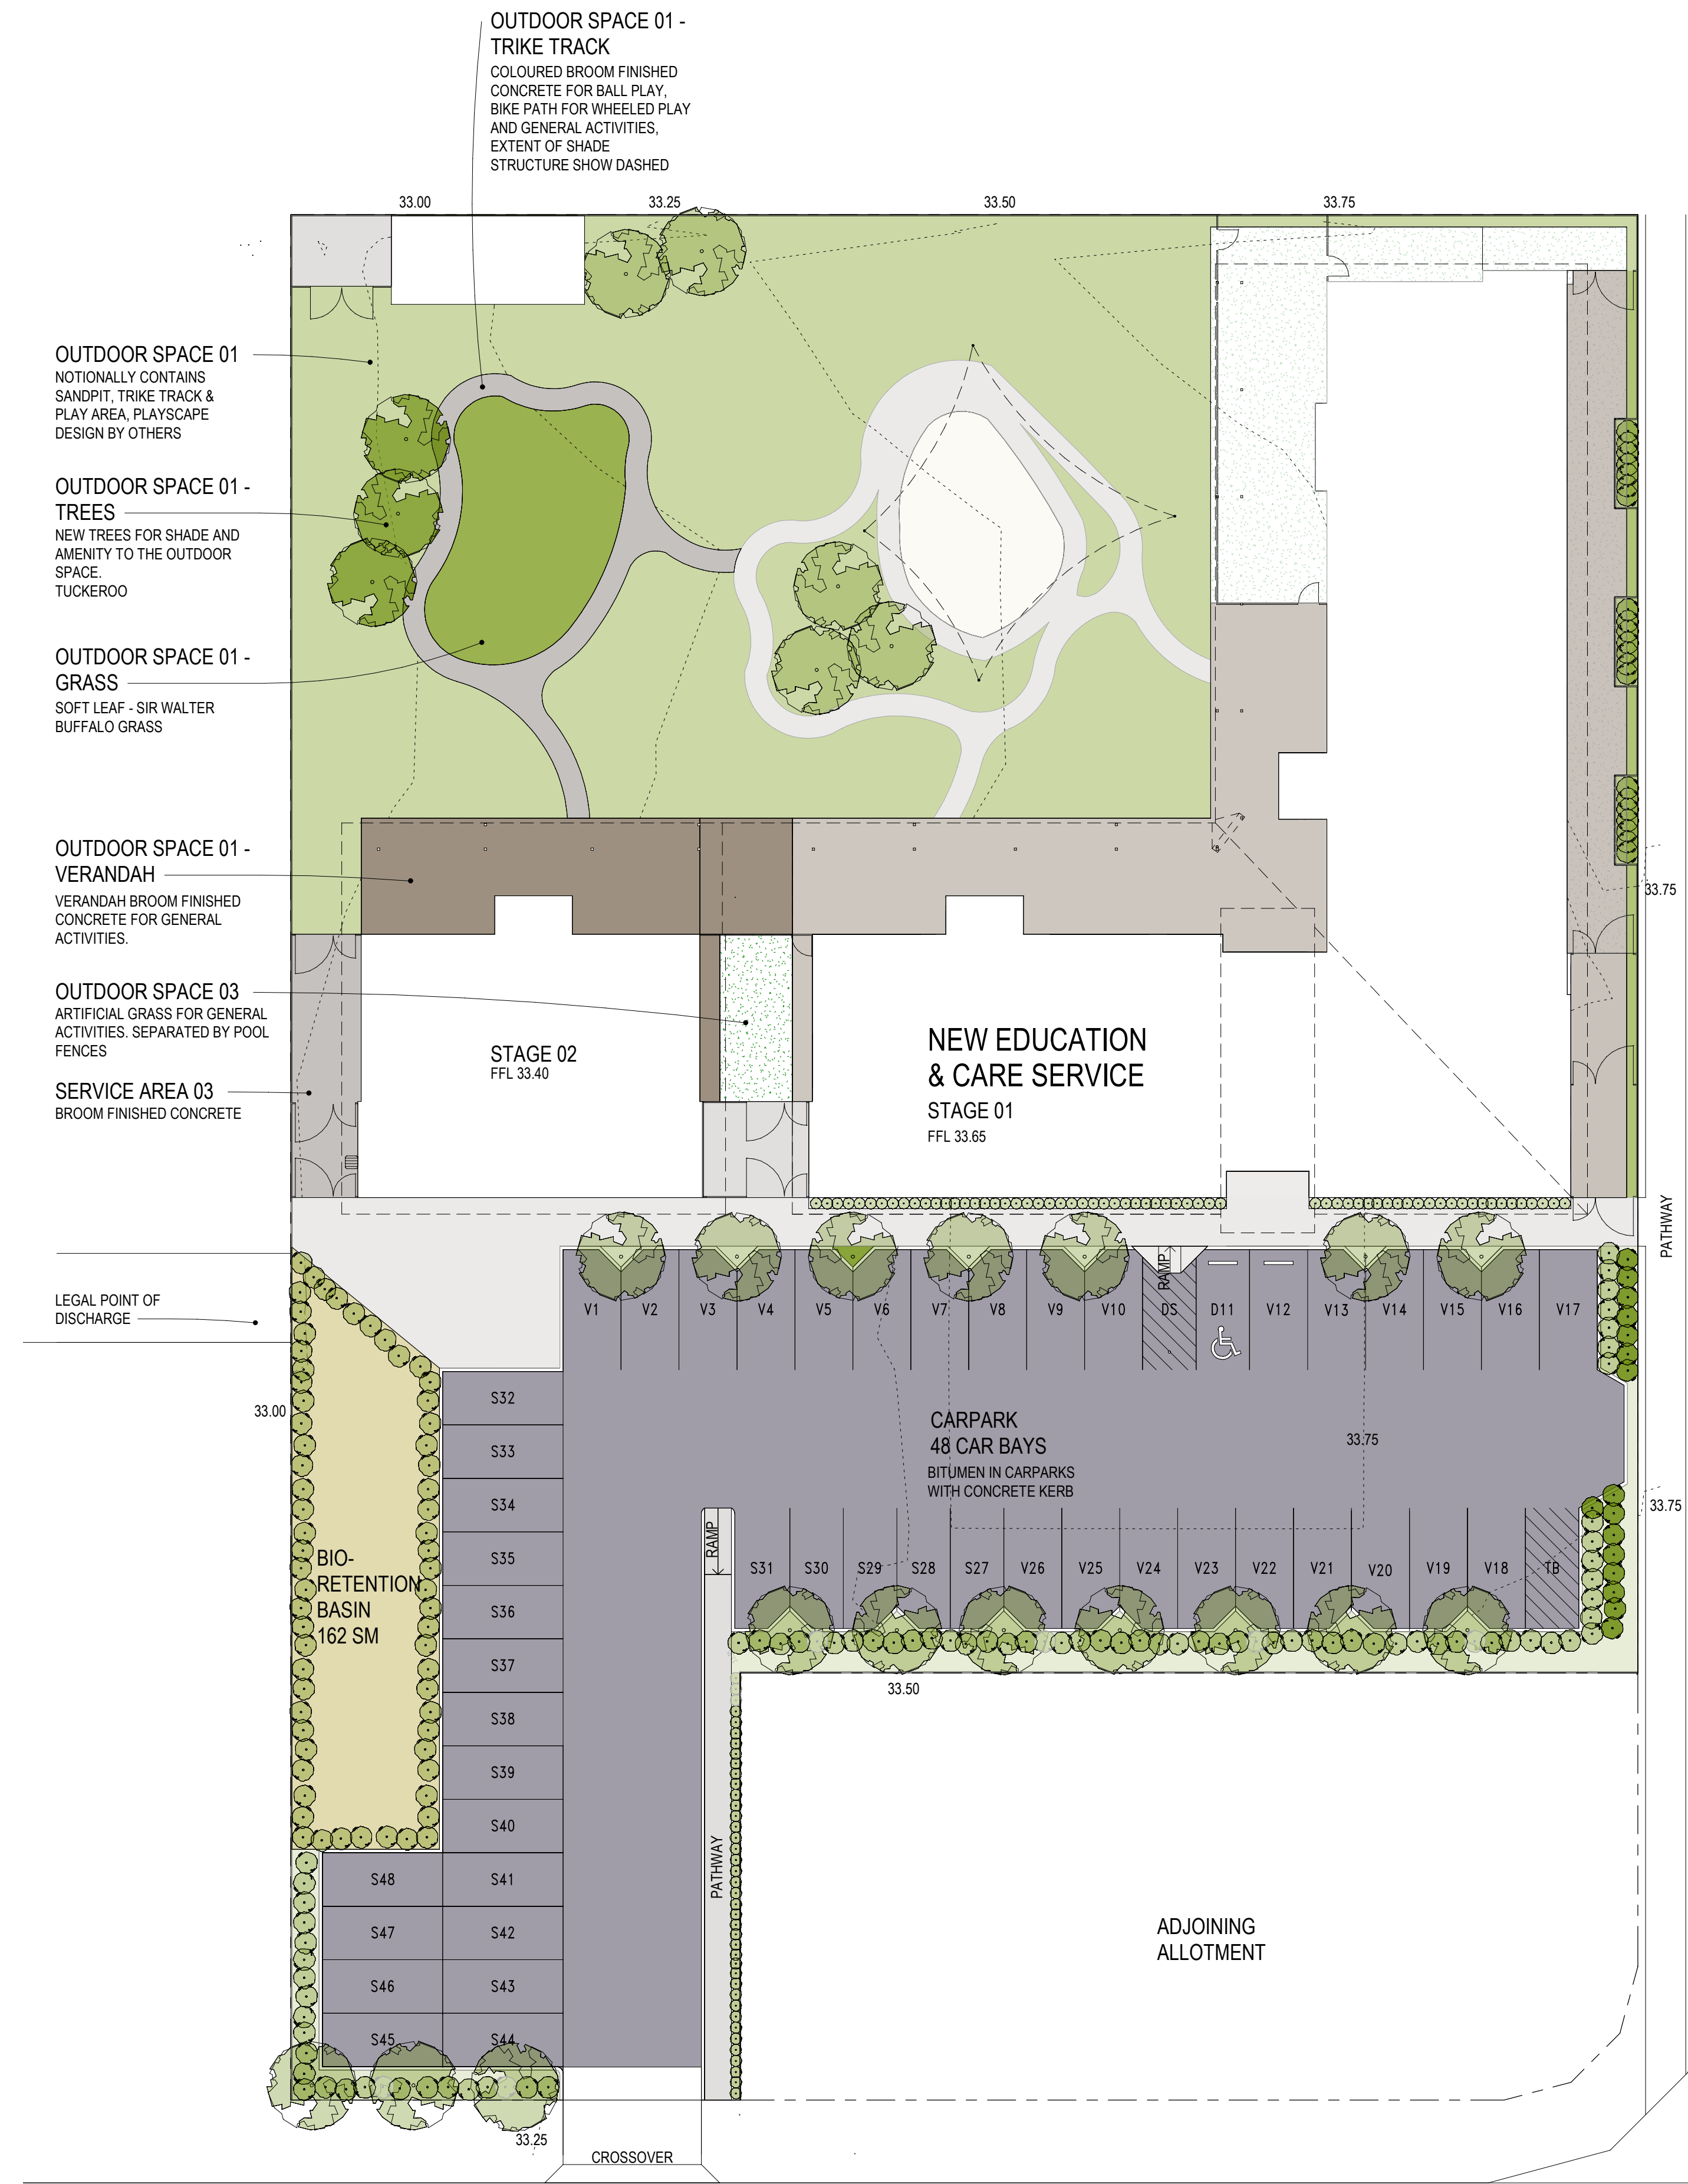 OUTDOOR SPACE 01 -
TRIKE TRACK
COLOURED BROOM FINISHED
CONCRETE FOR BALL PLAY,
BIKE PATH FOR WHEELED PLAY
AND GENERAL ACTIVITIES,
EXTENT OF SHADE
STRUCTURE SHOW DASHED
33.00
33.25
33.50
33.75
OUTDOOR SPACE 01
NOTIONALLY CONTAINS
SANDPIT, TRIKE TRACK &
PLAY AREA, PLAYSCAPE
DESIGN BY OTHERS
OUTDOOR SPACE 01 -
TREES
NEW TREES FOR SHADE AND
AMENITY TO THE OUTDOOR
SPACE.
TUCKEROO
OUTDOOR SPACE 01 -
GRASS
SOFT LEAF - SIR WALTER
BUFFALO GRASS
OUTDOOR SPACE 01 -
VERANDAH
VERANDAH BROOM FINISHED
CONCRETE FOR GENERAL
ACTIVITIES.
33.75
OUTDOOR SPACE 03
ARTIFICIAL GRASS FOR GENERAL
ACTIVITIES. SEPARATED BY POOL
FENCES
SERVICE AREA 03
BROOM FINISHED CONCRETE
STAGE 02
FFL 33.40
NEW EDUCATION
& CARE SERVICE
STAGE 01
FFL 33.65
PATHWAY
LEGAL POINT OF
DISCHARGE
RAMP
V1
V2
V3
V4
V5
V6
V7
V8
V9
V10
DS
D11
V12
V13
V14
V15
V16
V17
33.00
S32
S33
S34
S35
S36
S37
S38
S39
S40
CARPARK
48 CAR BAYS
BITUMEN IN CARPARKS
WITH CONCRETE KERB
33.75
33.75
RAMP
S31
S30
S29
S28
S27
V26
V25
V24
V23
V22
V21
V20
V19
V18
TB
BIO-
RETENTION
BASIN
162 SM
33.50
PATHWAY
S48
S41
S47
S42
S46
S43
S45
S44
ADJOINING
ALLOTMENT
33.25
CROSSOVER